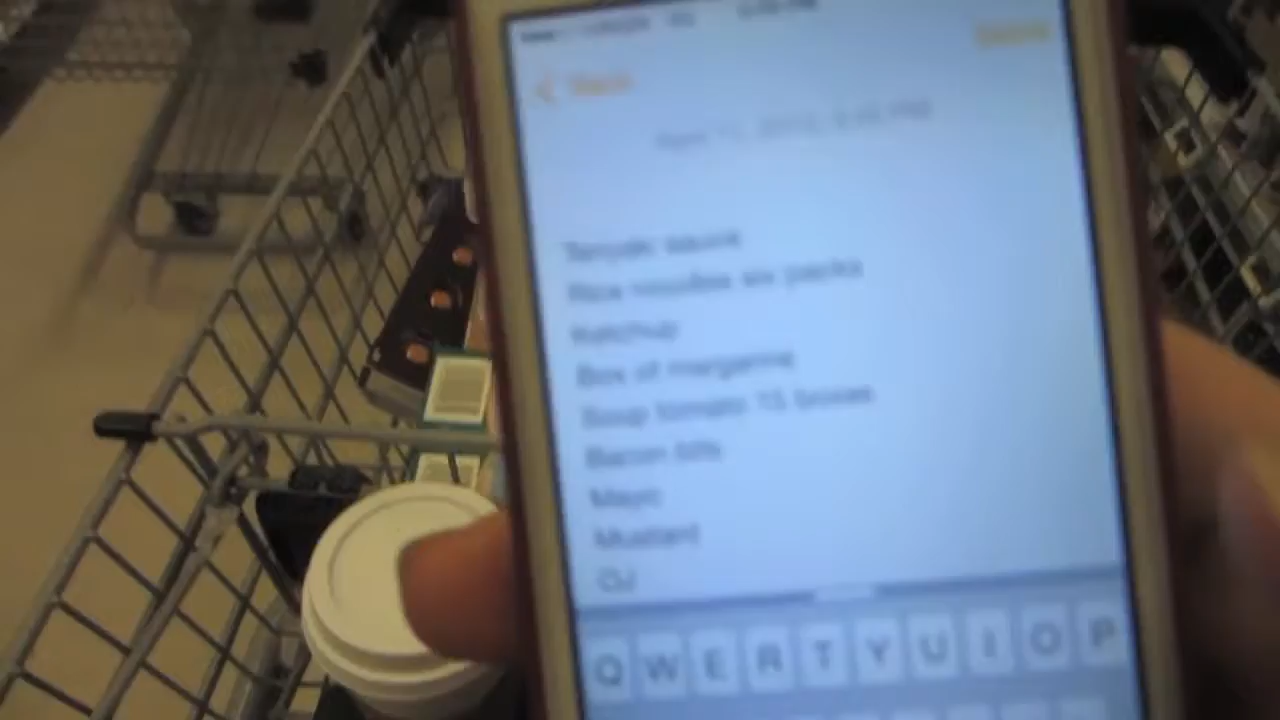 Back
Teriyaki sauce
Rice noodles six packs
Ketchup
Box of margarine
Soup tomato 15 boxes
Bacon bits
Mayo
Mustard
OJ
Q W E R T Y U I O P